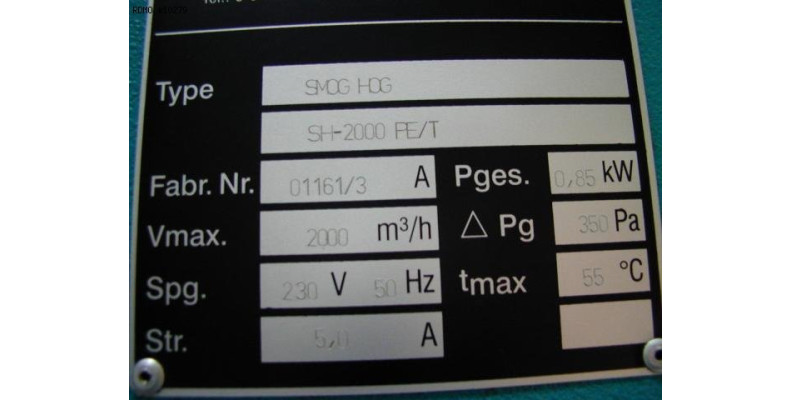 Type SMOG HOG
SH-2000 PE/T
Fabr. Nr. 01161/3 A Pges. 0,85 kW
Vmax. 2000 m³/h △ Pg 350 Pa
Spg. 230 V 50 Hz tmax 55 °C
Str. A